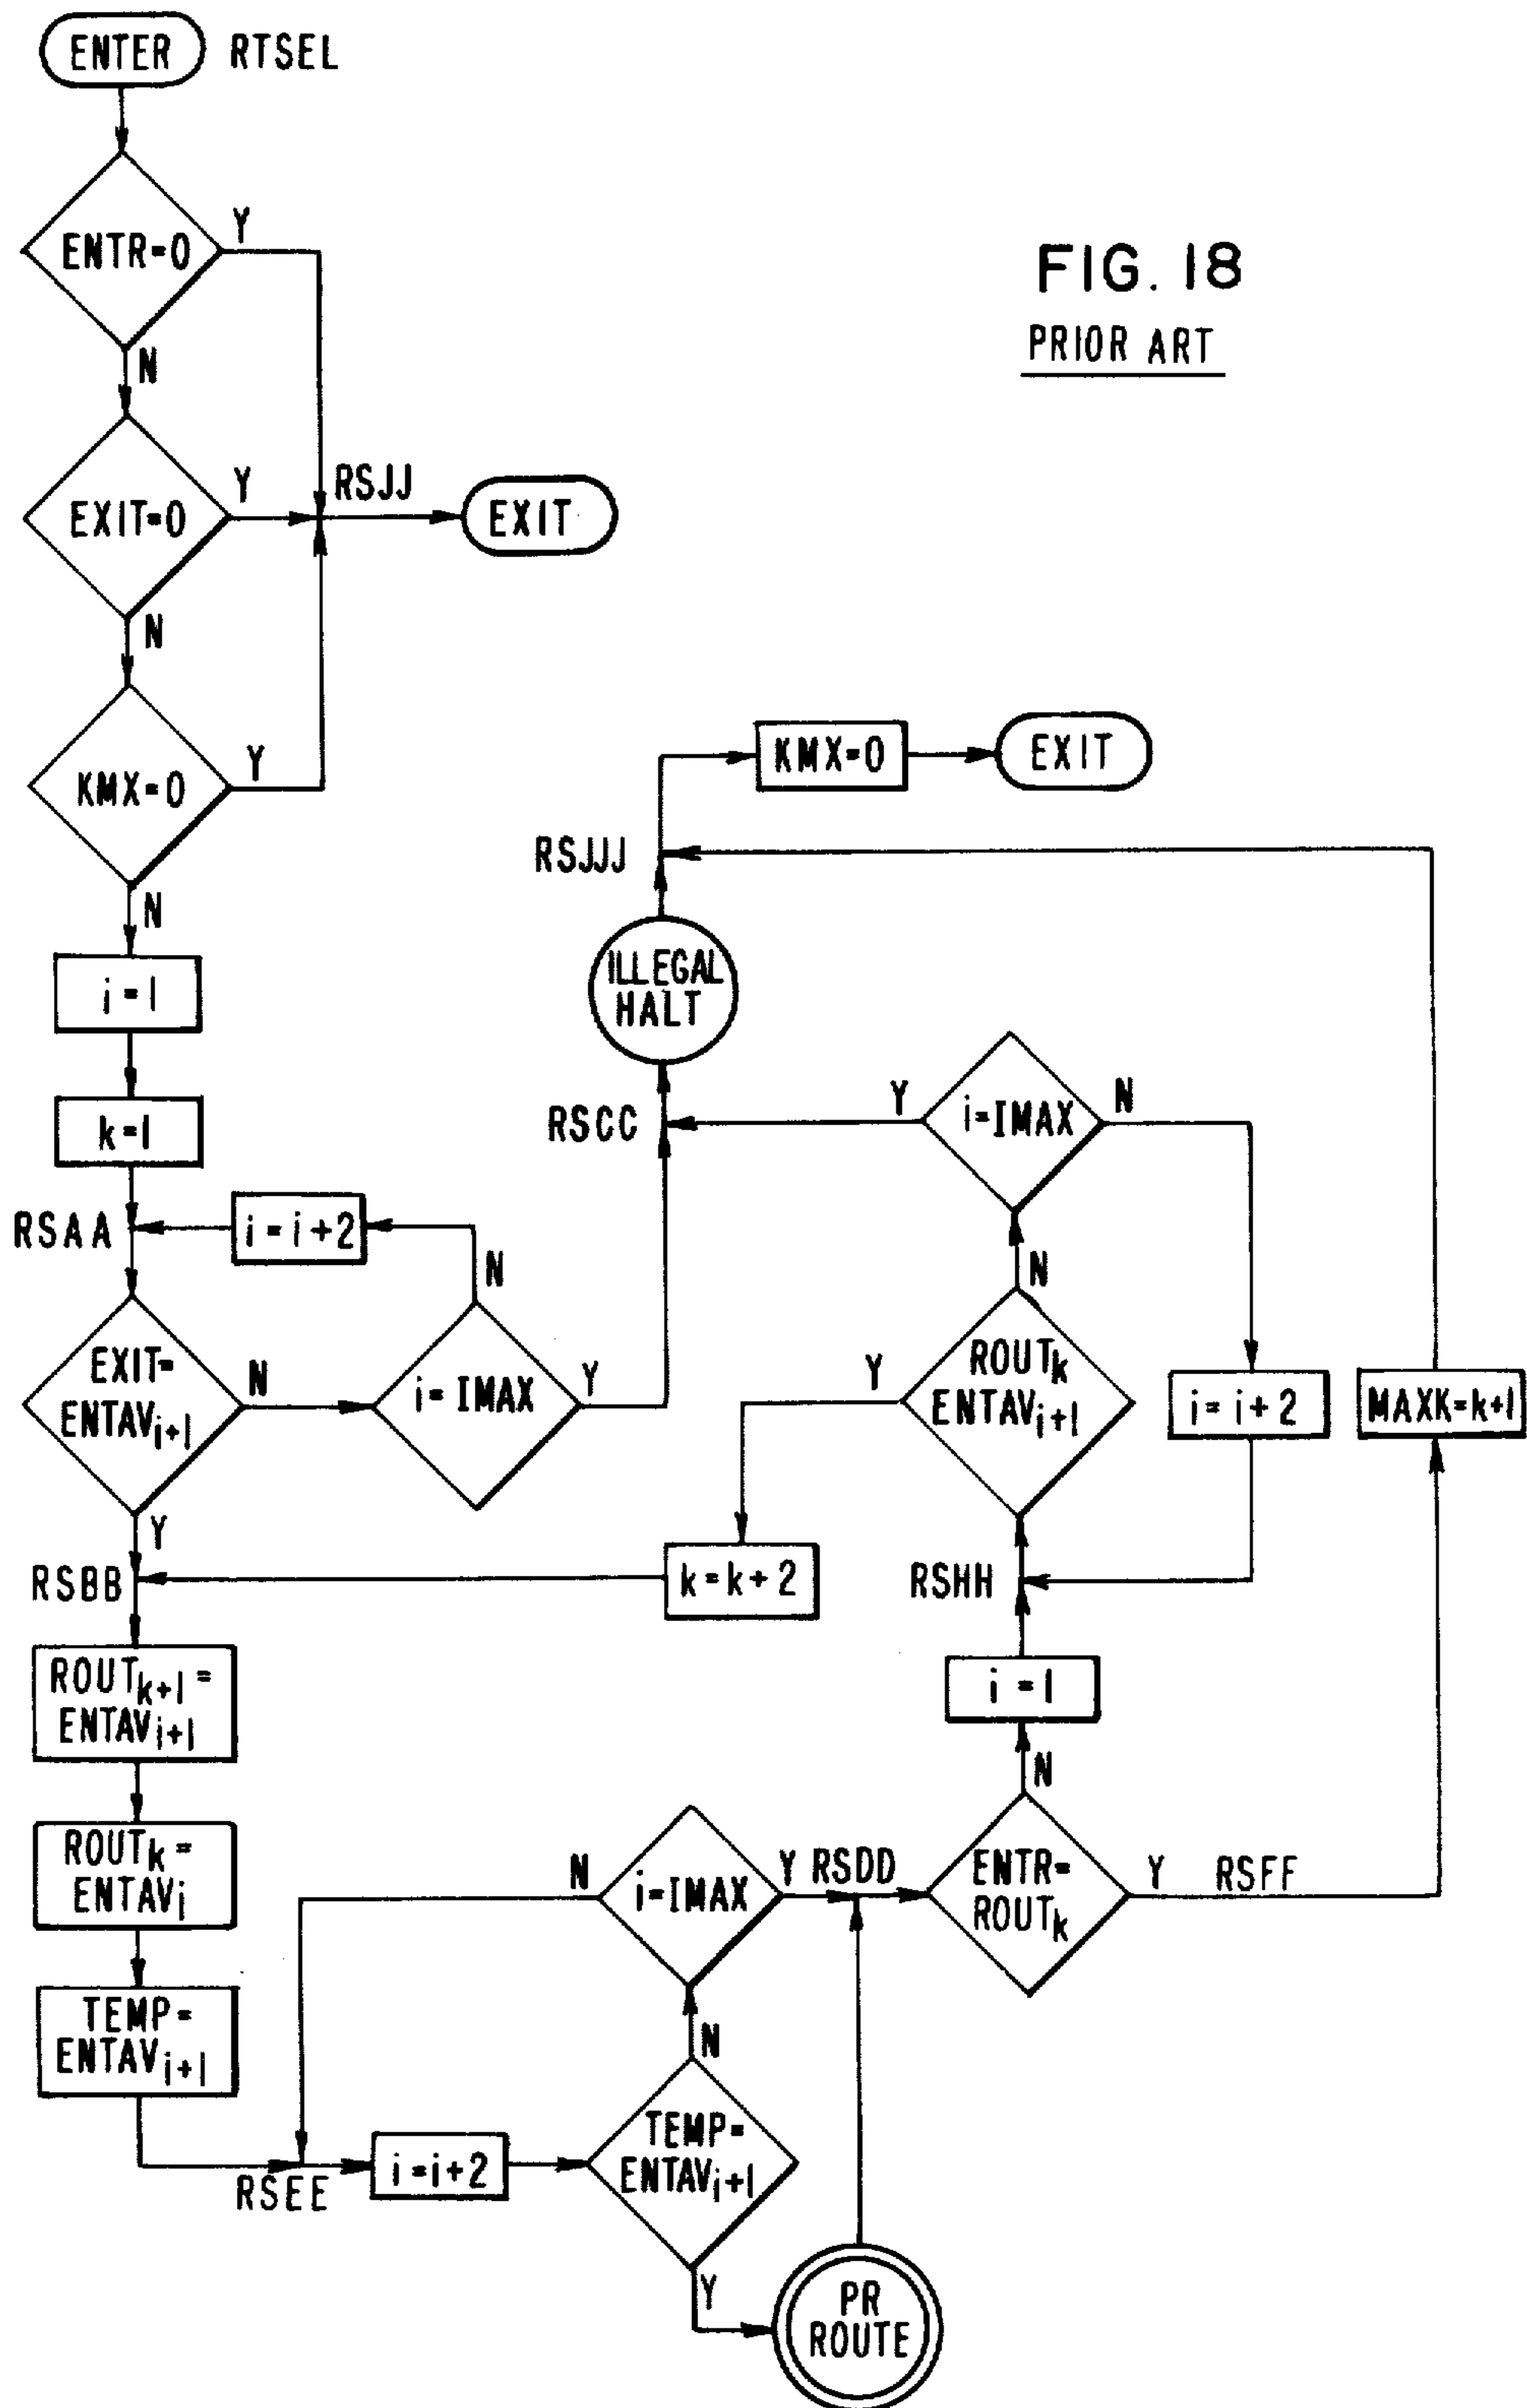 ENTER RTSEL
ENTR=0
Y
N
FIG. 18
PRIOR ART
EXIT=0
Y
RSJJ
EXIT
N
KMX=0
Y
N
i=1
k=1
RSAA
i=i+2
N
EXIT=
ENTAVi+1
N
i=IMAX
Y
Y
KMX=0
EXIT
RSJJJ
ILLEGAL
HALT
RSCC
Y
i=IMAX
N
N
ROUTk
ENTAVi+1
Y
i=i+2
MAXK=k+1
RSBB
k=k+2
RSHH
i=1
N
ROUTk+1=
ENTAVi+1
ROUTk=
ENTAVi
TEMP=
ENTAVi+1
N
i=IMAX
Y RSDD
ENTR=
ROUTk
Y
RSFF
RSEE
i=i+2
N
TEMP=
ENTAVi+1
Y
PR
ROUTE